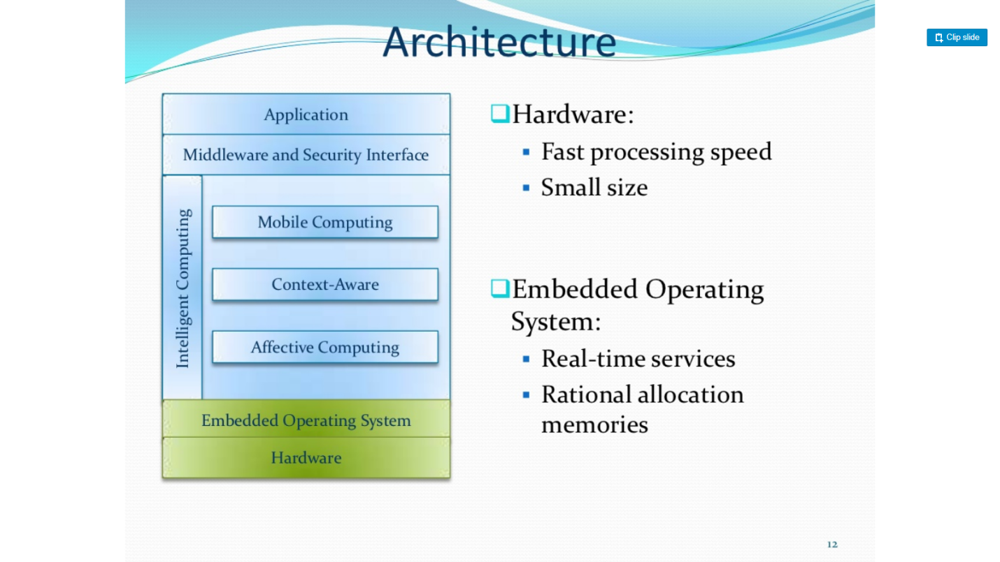 Architecture
Clip slide
Application
Middleware and Security Interface
Intelligent Computing
Mobile Computing
Context-Aware
Affective Computing
Embedded Operating System
Hardware
Hardware:
Fast processing speed
Small size
Embedded Operating
System:
Real-time services
Rational allocation
memories
12